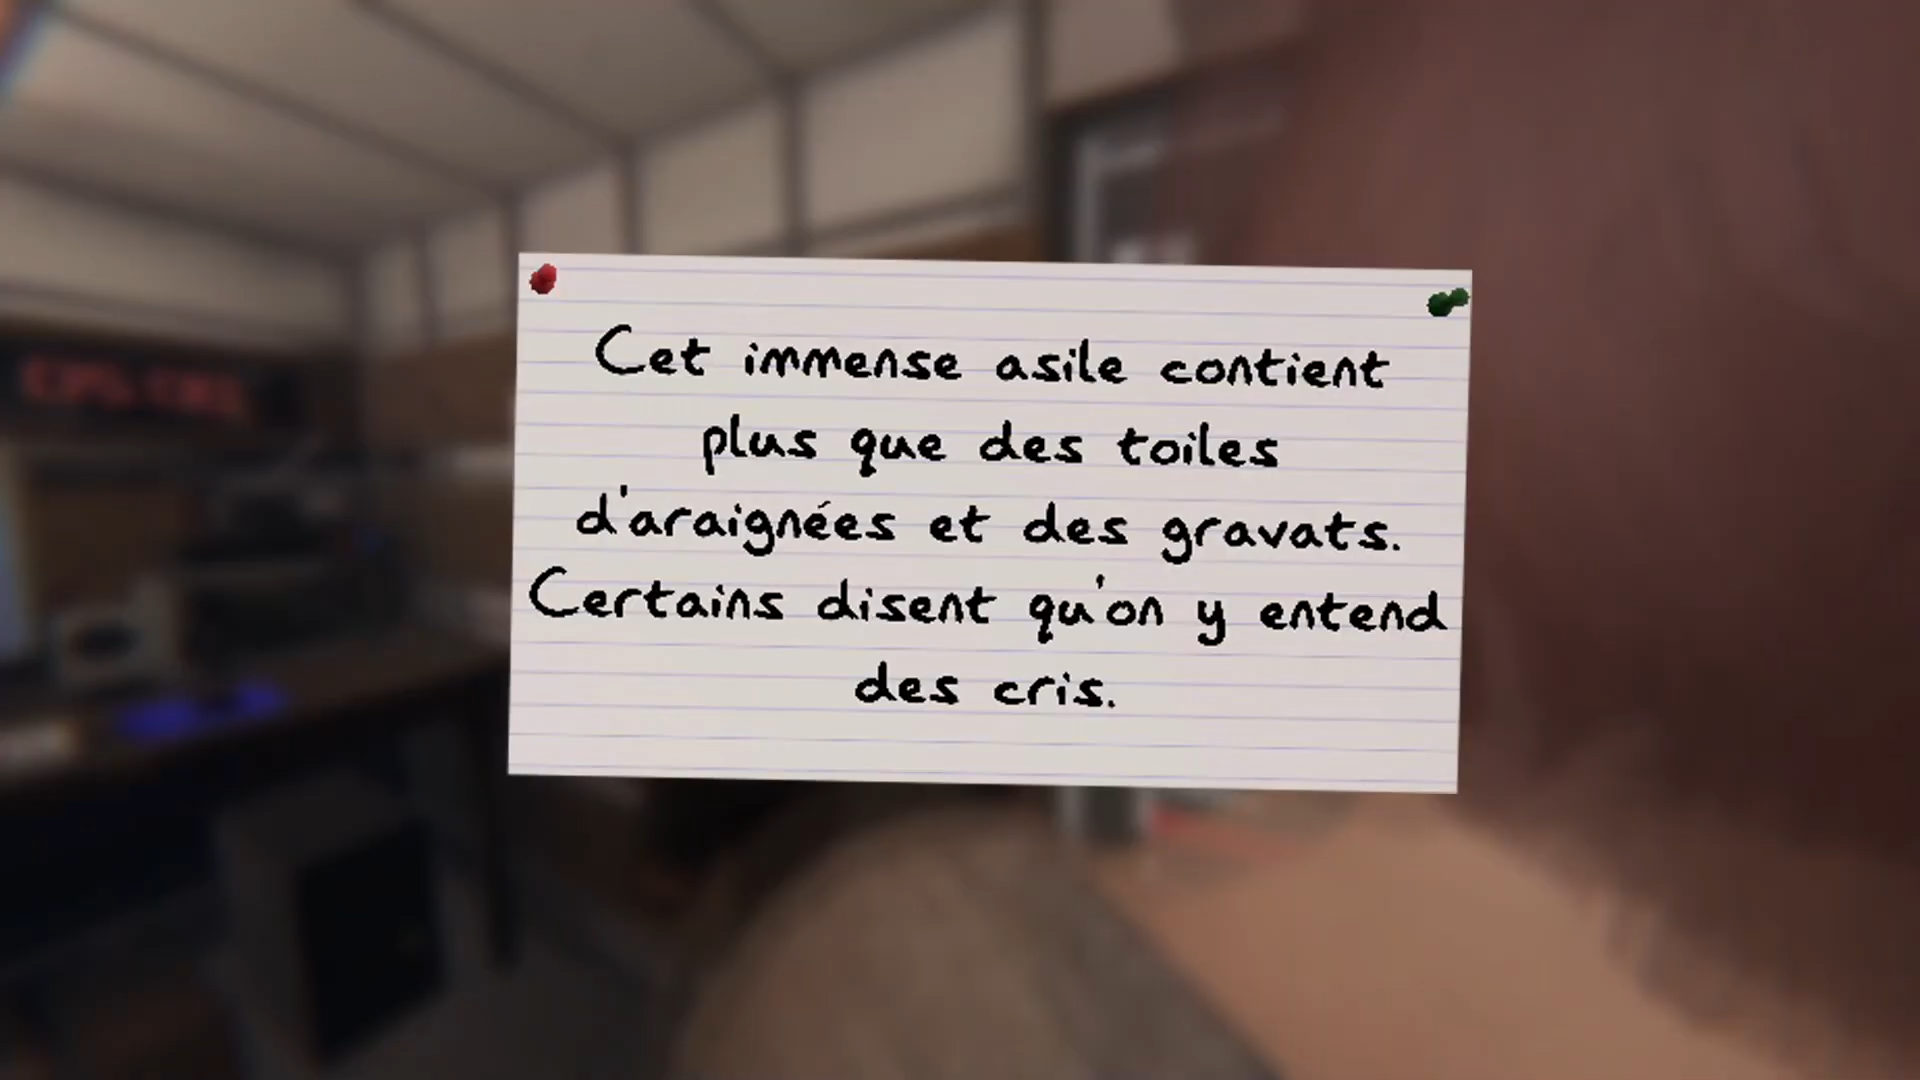 Cet immense asile contient
plus que des toiles
d'araignées et des gravats.
Certains disent qu'on y entend
des cris.